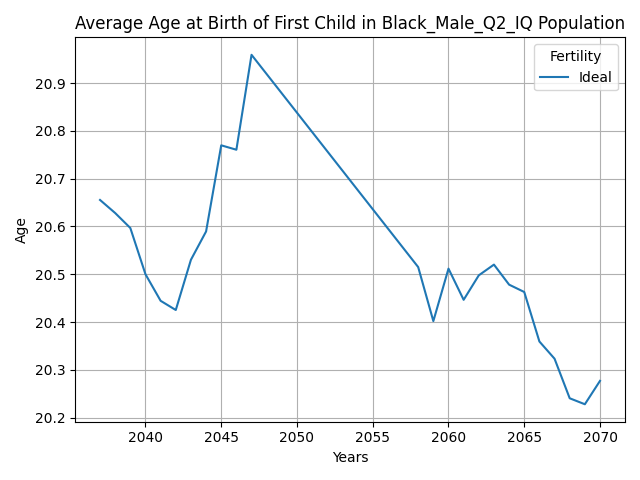 Average Age at Birth of First Child in Black_Male_Q2_IQ Population
Fertility
Ideal
20.9
20.8
20.7
20.6
20.5
20.4
20.3
20.2
Age
2040 2045 2050 2055 2060 2065 2070
Years